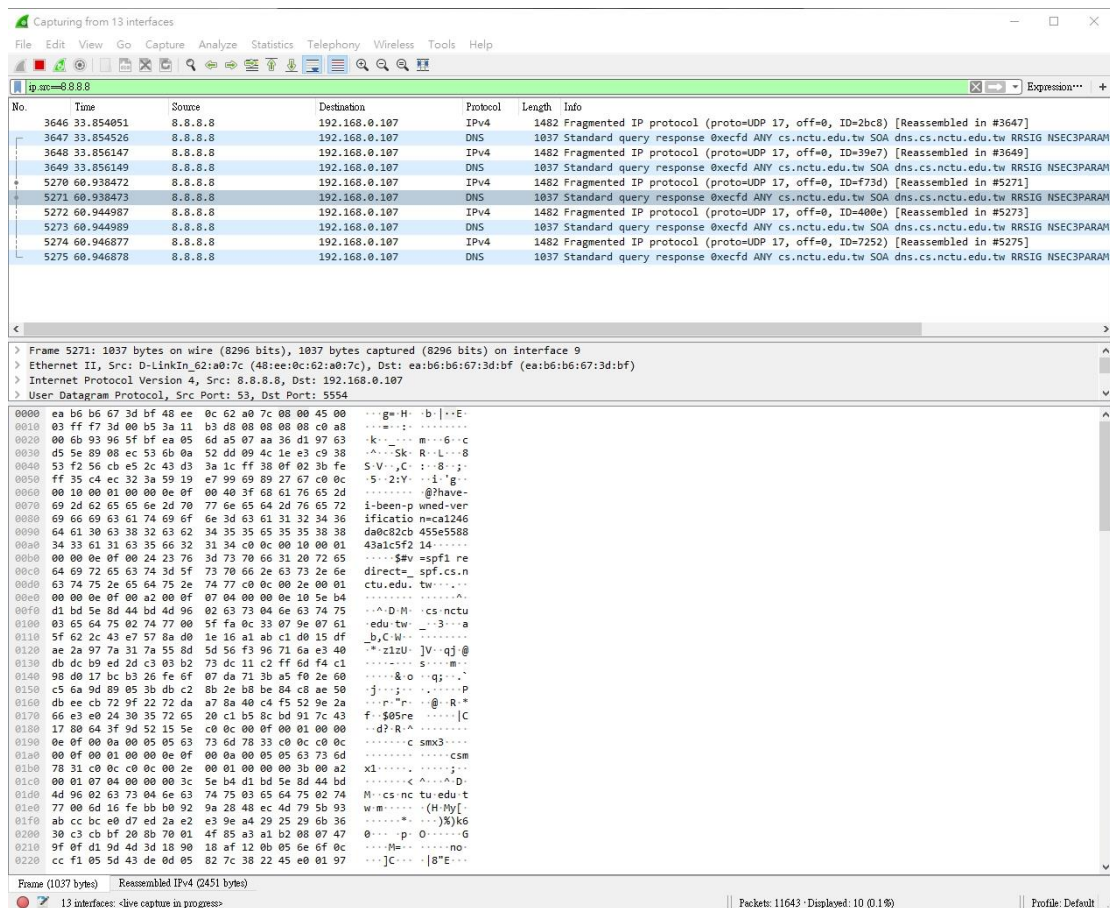 Capturing from 13 interfaces
File Edit View Go Capture Analyze Statistics Telephony Wireless Tools Help
ip.src==8.8.8.8 Expression… +
No. Time Source Destination Protocol Length Info
3646 33.854051 8.8.8.8 192.168.0.107 IPv4 1482 Fragmented IP protocol (proto=UDP 17, off=0, ID=2bc8) [Reassembled in #3647]
3647 33.854526 8.8.8.8 192.168.0.107 DNS 1037 Standard query response 0xecfd ANY cs.nctu.edu.tw SOA dns.cs.nctu.edu.tw RRSIG NSEC3PARAM
3648 33.856147 8.8.8.8 192.168.0.107 IPv4 1482 Fragmented IP protocol (proto=UDP 17, off=0, ID=39e7) [Reassembled in #3649]
3649 33.856149 8.8.8.8 192.168.0.107 DNS 1037 Standard query response 0xecfd ANY cs.nctu.edu.tw SOA dns.cs.nctu.edu.tw RRSIG NSEC3PARAM
5270 60.938472 8.8.8.8 192.168.0.107 IPv4 1482 Fragmented IP protocol (proto=UDP 17, off=0, ID=f73d) [Reassembled in #5271]
5271 60.938473 8.8.8.8 192.168.0.107 DNS 1037 Standard query response 0xecfd ANY cs.nctu.edu.tw SOA dns.cs.nctu.edu.tw RRSIG NSEC3PARAM
5272 60.944987 8.8.8.8 192.168.0.107 IPv4 1482 Fragmented IP protocol (proto=UDP 17, off=0, ID=400e) [Reassembled in #5273]
5273 60.944989 8.8.8.8 192.168.0.107 DNS 1037 Standard query response 0xecfd ANY cs.nctu.edu.tw SOA dns.cs.nctu.edu.tw RRSIG NSEC3PARAM
5274 60.946877 8.8.8.8 192.168.0.107 IPv4 1482 Fragmented IP protocol (proto=UDP 17, off=0, ID=7252) [Reassembled in #5275]
5275 60.946878 8.8.8.8 192.168.0.107 DNS 1037 Standard query response 0xecfd ANY cs.nctu.edu.tw SOA dns.cs.nctu.edu.tw RRSIG NSEC3PARAM
Frame 5271: 1037 bytes on wire (8296 bits), 1037 bytes captured (8296 bits) on interface 9
Ethernet II, Src: D-LinkIn_62:a0:7c (48:ee:0c:62:a0:7c), Dst: ea:b6:b6:67:3d:bf (ea:b6:b6:67:3d:bf)
Internet Protocol Version 4, Src: 8.8.8.8, Dst: 192.168.0.107
User Datagram Protocol, Src Port: 53, Dst Port: 5554
0000 ea b6 b6 67 3d bf 48 ee 0c 62 a0 7c 08 00 45 00 ···g=·H· ·b·|··E·
0010 03 ff f7 3d 00 b5 3a 11 b3 d8 08 08 08 08 c0 a8 ···=··:· ········
0020 00 6b 93 96 5f bf ea 05 6d a5 07 aa 36 d1 97 63 ·k··_··· m···6··c
0030 d5 5e 89 08 ec 53 6b 0a 52 dd 09 4c 1e e3 c9 38 ·^···Sk· R··L···8
0040 53 f2 56 cb e5 2c 43 d3 3a 1c ff 38 0f 02 3b fe S·V··,C· :··8··;·
0050 ff 35 c4 ec 32 3a 59 19 e7 99 69 89 27 67 c0 0c ·5··2:Y· ··i·'g··
0060 00 10 00 01 00 00 0e 0f 00 40 3f 68 61 76 65 2d ········ ·@?have-
0070 69 2d 62 65 65 6e 2d 70 77 6e 65 64 2d 76 65 72 i-been-p wned-ver
0080 69 66 69 63 61 74 69 6f 6e 3d 63 61 31 32 34 36 ificatio n=ca1246
0090 64 61 30 63 38 32 63 62 34 35 35 65 35 35 38 38 da0c82cb 455e5588
00a0 34 33 61 31 63 35 66 32 31 34 c0 0c 00 10 00 01 43a1c5f2 14······
00b0 00 00 0e 0f 00 24 23 76 3d 73 70 66 31 20 72 65 ·····$#v =spf1 re
00c0 64 69 72 65 63 74 3d 5f 73 70 66 2e 63 73 2e 6e direct=_ spf.cs.n
00d0 63 74 75 2e 65 64 75 2e 74 77 c0 0c 00 2e 00 01 ctu.edu. tw···.··
00e0 00 00 0e 0f 00 a2 00 0f 07 04 00 00 0e 10 5e b4 ········ ······^·
00f0 d1 bd 5e 8d 44 bd 4d 96 02 63 73 04 6e 63 74 75 ··^·D·M· ·cs·nctu
0100 03 65 64 75 02 74 77 00 5f fa 0c 33 07 9e 07 61 ·edu·tw· _··3···a
0110 5f 62 2c 43 e7 57 8a d0 1e 16 a1 ab c1 d0 15 df _b,C·W·· ········
0120 ae 2a 97 7a 31 7a 55 8d 5d 56 f3 96 71 6a e3 40 ·*·z1zU· ]V··qj·@
0130 db dc b9 ed 2d c3 03 b2 73 dc 11 c2 ff 6d f4 c1 ····-··· s····m··
0140 98 d0 17 bc b3 26 fe 6f 07 da 71 3b a5 f0 2e 60 ·····&·o ··q;··.`
0150 c5 6a 9d 89 05 3b db c2 8b 2e b8 be 84 c8 ae 50 ·j···;·· ·.·····P
0160 db ee cb 72 9f 22 72 da a7 8a 40 c4 f5 52 9e 2a ···r·"r· ··@··R·*
0170 66 e3 e0 24 30 35 72 65 20 c1 b5 8c bd 91 7c 43 f··$05re ·····|C
0180 17 80 64 3f 9d 52 15 5e c0 0c 00 0f 00 01 00 00 ··d?·R·^ ········
0190 0e 0f 00 0a 00 05 05 63 73 6d 78 33 c0 0c c0 0c ·······c smx3····
01a0 00 0f 00 01 00 00 0e 0f 00 0a 00 05 05 63 73 6d ········ ·····csm
01b0 78 31 c0 0c c0 0c 00 2e 00 01 00 00 00 3b 00 a2 x1·····. ·····;··
01c0 00 01 07 04 00 00 00 3c 5e b4 d1 bd 5e 8d 44 bd ·······< ^···^·D·
01d0 4d 96 02 63 73 04 6e 63 74 75 03 65 64 75 02 74 M··cs·nc tu·edu·t
01e0 77 00 6d 16 fe bb b0 92 9a 28 48 ec 4d 79 5b 93 w·m····· ·(H·My[·
01f0 ab cc bc e0 d7 ed 2a e2 e3 9e a4 29 25 29 6b 36 ······*· ···)%)k6
0200 30 c3 cb bf 20 8b 70 01 4f 85 a3 a1 b2 08 07 47 0··· ·p· O······G
0210 9f 0f d1 9d 4d 3d 18 90 18 af 12 0b 05 6e 6f 0c ····M=·· ·····no·
0220 cc f1 05 5d 43 de 0d 05 82 7c 38 22 45 e0 01 97 ···]C··· ·|8"E···
Frame (1037 bytes) Reassembled IPv4 (2451 bytes)
13 interfaces: <live capture in progress> Packets: 11643 · Displayed: 10 (0.1%) Profile: Default